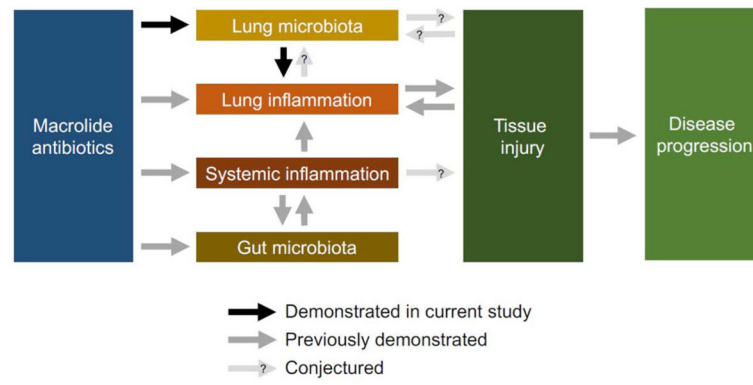 Macrolide
antibiotics
Lung microbiota
Lung inflammation
Systemic inflammation
Gut microbiota
?
?
?
?
Tissue
injury
Disease
progression
Demonstrated in current study
Previously demonstrated
? Conjectured